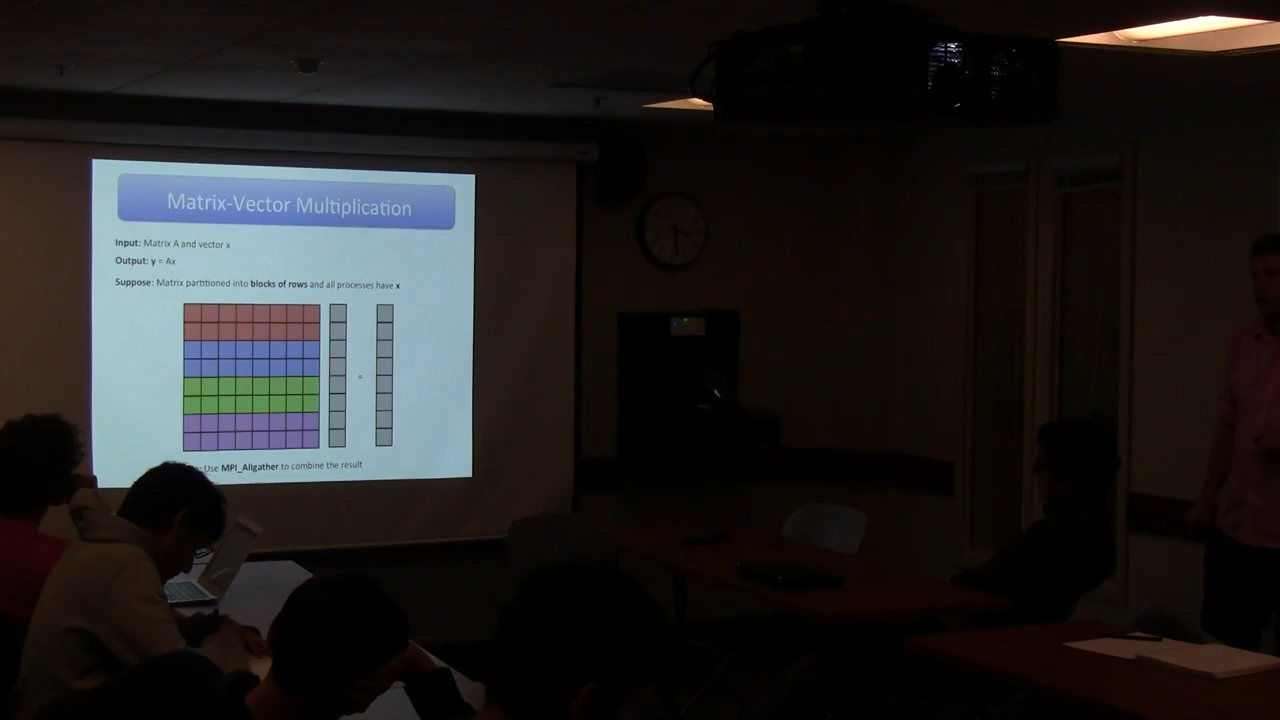 Matrix-Vector Multiplication
Input: Matrix A and vector x
Output: y = Ax
Suppose: Matrix partitioned into blocks of rows and all processes have x
=
Use MPI_Allgather to combine the result